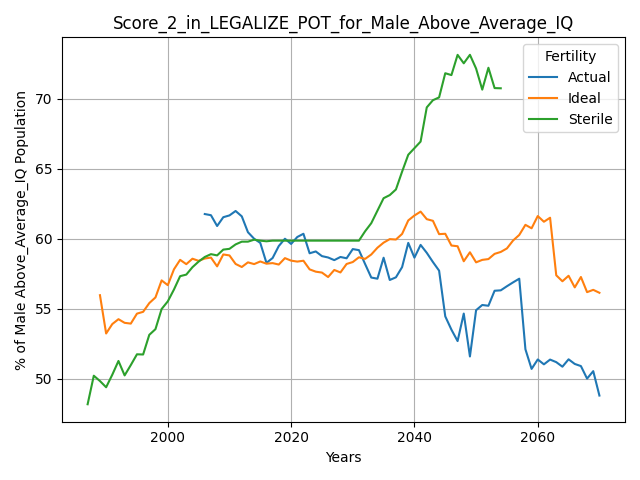 Score_2_in_LEGALIZE_POT_for_Male_Above_Average_IQ
% of Male Above_Average_IQ Population
70
65
60
55
50
Fertility
Actual
Ideal
Sterile
2000 2020 2040 2060
Years